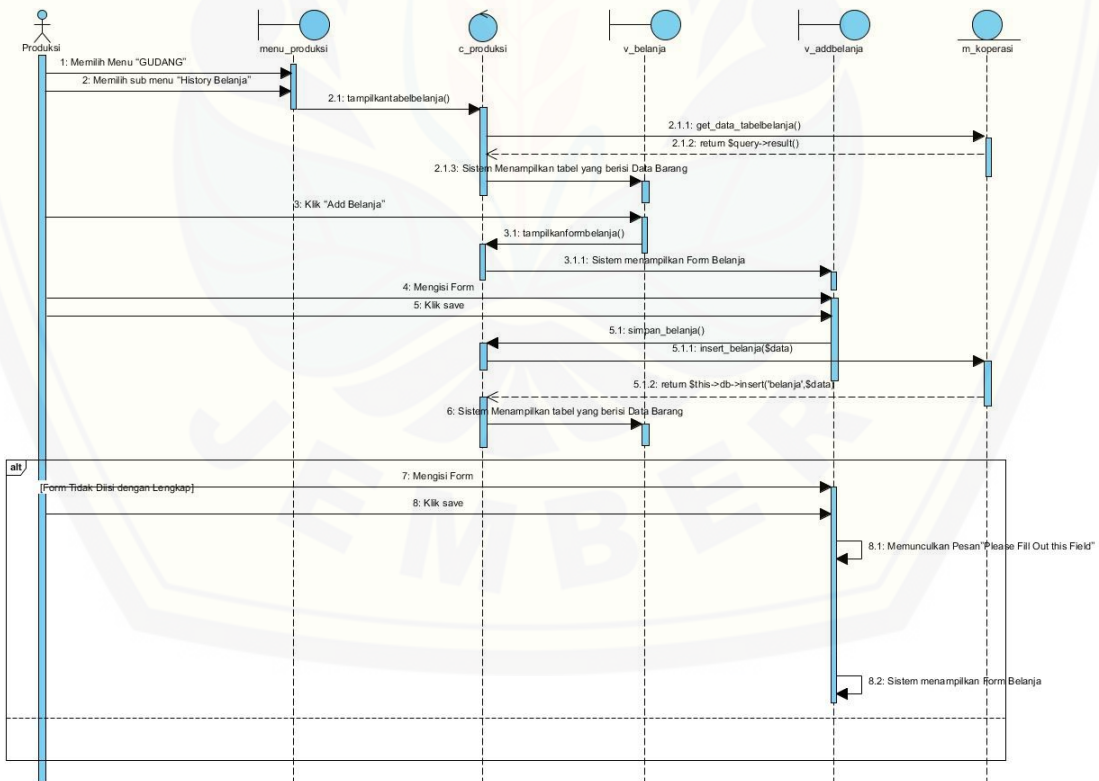 Produksi
menu_produksi
c_produksi
v_belanja
v_addbelanja
m_koperasi
1: Memilih Menu "GUDANG"
2: Memilih sub menu "History Belanja"
2.1: tampilkantabelbelanja()
2.1.1: get_data_tabelbelanja()
2.1.2: return $query->result()
2.1.3: Sistem Menampilkan tabel yang berisi Data Barang
3: Klik "Add Belanja"
3.1: tampilkanformbelanja()
3.1.1: Sistem menampilkan Form Belanja
4: Mengisi Form
5: Klik save
5.1: simpan_belanja()
5.1.1: insert_belanja($data)
5.1.2: return $this->db->insert('belanja',$data)
6: Sistem Menampilkan tabel yang berisi Data Barang
alt
7: Mengisi Form
[Form Tidak Diisi dengan Lengkap]
8: Klik save
8.1: Memunculkan Pesan"Please Fill Out this Field"
8.2: Sistem menampilkan Form Belanja
JEMBER